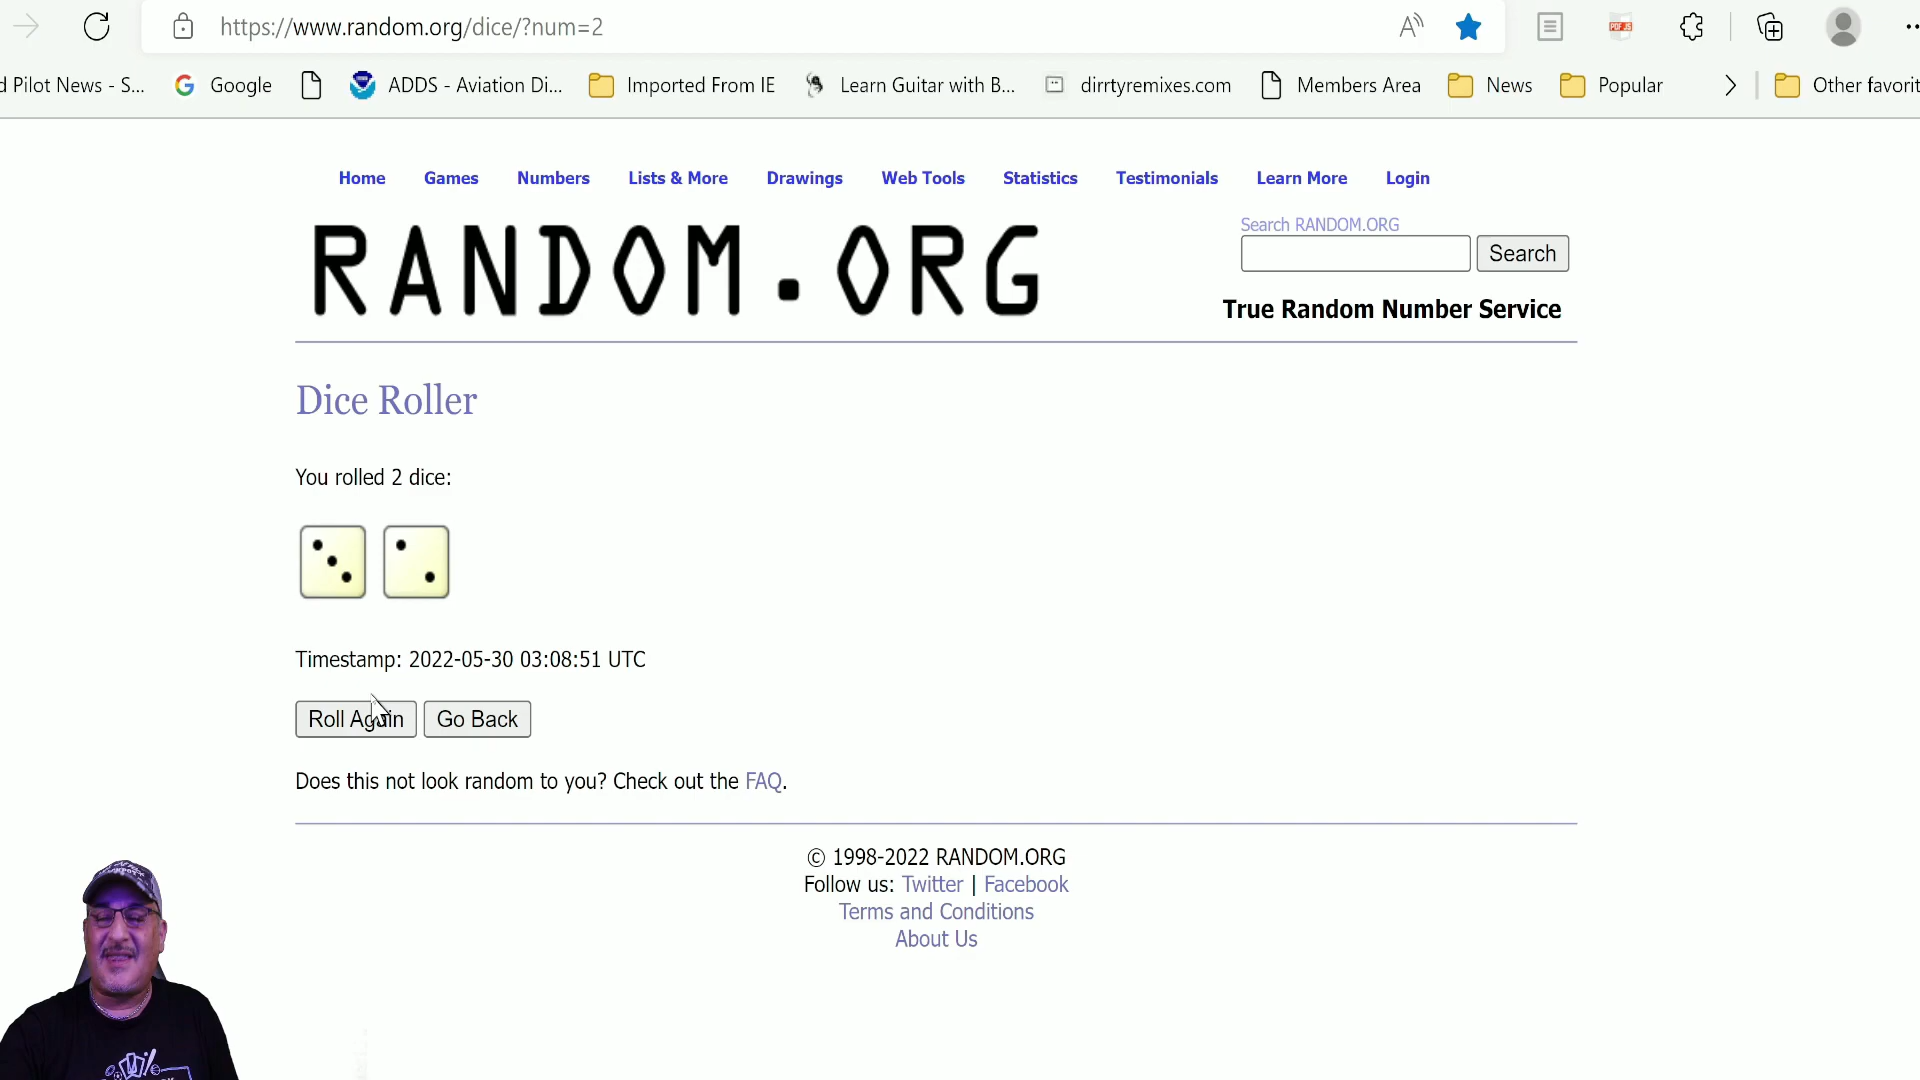 https://www.random.org/dice/?num=2
d Pilot News - S...
Google
ADDS - Aviation Di...
Imported From IE
Learn Guitar with B...
dirrtyremixes.com
Members Area
News
Popular
Other favorit
Home Games Numbers Lists & More Drawings Web Tools Statistics Testimonials Learn More Login
RANDOM.ORG
Search RANDOM.ORG
Search
True Random Number Service
Dice Roller
You rolled 2 dice:
Timestamp: 2022-05-30 03:08:51 UTC
Roll Again Go Back
Does this not look random to you? Check out the FAQ.
© 1998-2022 RANDOM.ORG
Follow us: Twitter | Facebook
Terms and Conditions
About Us